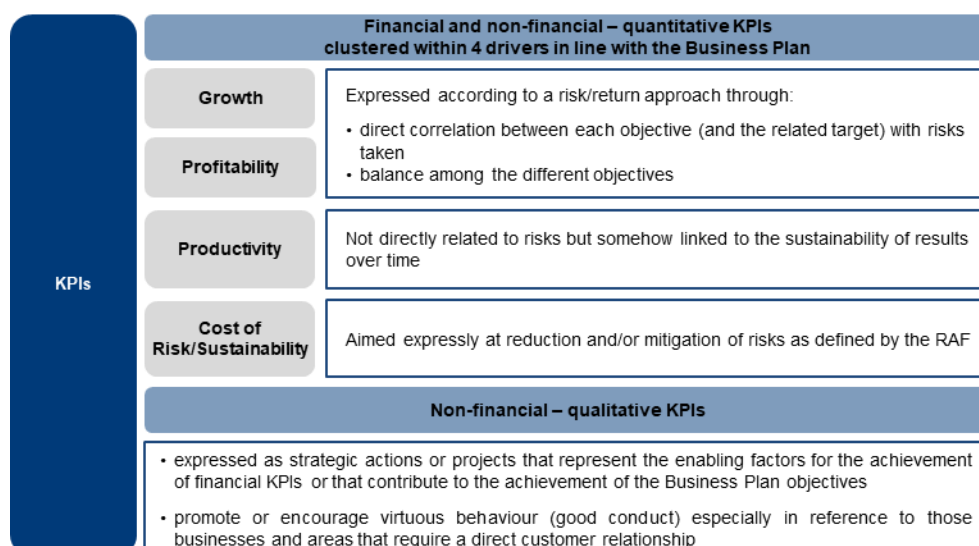 Financial and non-financial – quantitative KPIs
clustered within 4 drivers in line with the Business Plan
KPIs
Growth
Profitability
Expressed according to a risk/return approach through:
• direct correlation between each objective (and the related target) with risks
taken
• balance among the different objectives
Productivity
Not directly related to risks but somehow linked to the sustainability of results
over time
Cost of
Risk/Sustainability
Aimed expressly at reduction and/or mitigation of risks as defined by the RAF
Non-financial – qualitative KPIs
• expressed as strategic actions or projects that represent the enabling factors for the achievement
of financial KPIs or that contribute to the achievement of the Business Plan objectives
• promote or encourage virtuous behaviour (good conduct) especially in reference to those
businesses and areas that require a direct customer relationship